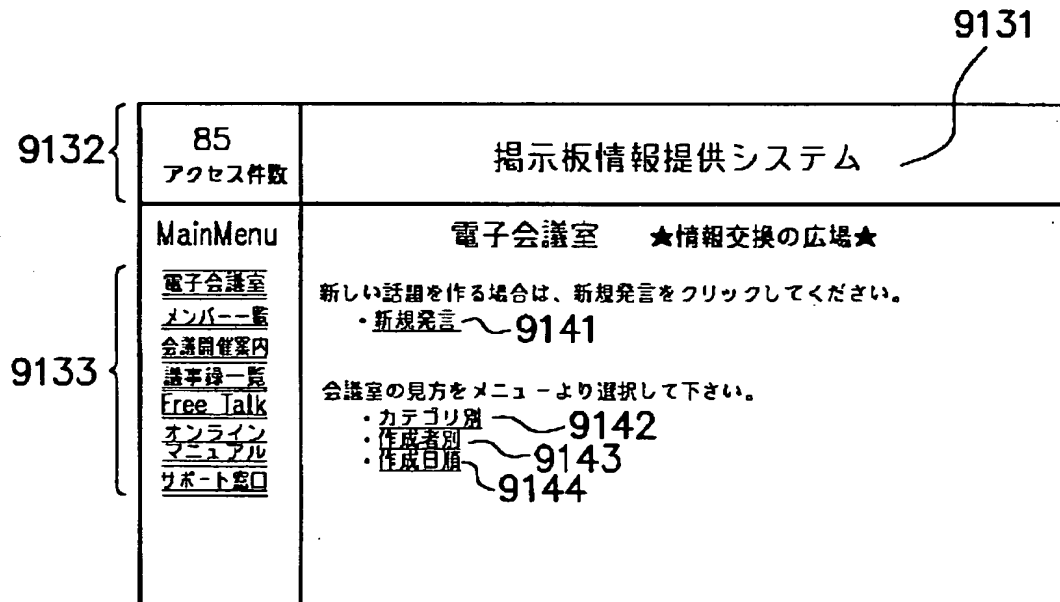 9131
9132
85
アクセス件数
掲示板情報提供システム
MainMenu
電子会議室 ★情報交換の広場★
9133
電子会議室
メンバー一覧
会議開催案内
議事録一覧
Free Talk
オンライン
マニュアル
サポート窓口
新しい話題を作る場合は、新規発言をクリックしてください。
・新規発言 9141
会議室の見方をメニューより選択して下さい。
・カテゴリ別 9142
・作成者別 9143
・作成日順 9144